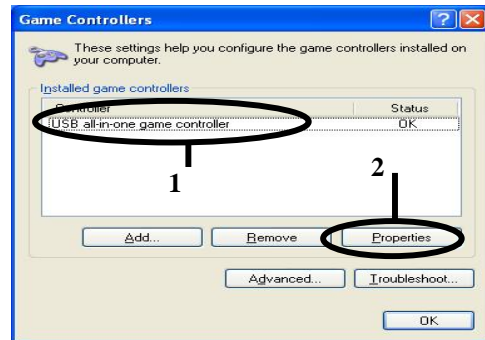 Game Controllers
These settings help you configure the game controllers installed on
your computer.
Installed game controllers
Controller Status
USB all-in-one game controller OK
1
2
Add... Remove Properties
Advanced... Troubleshoot...
OK